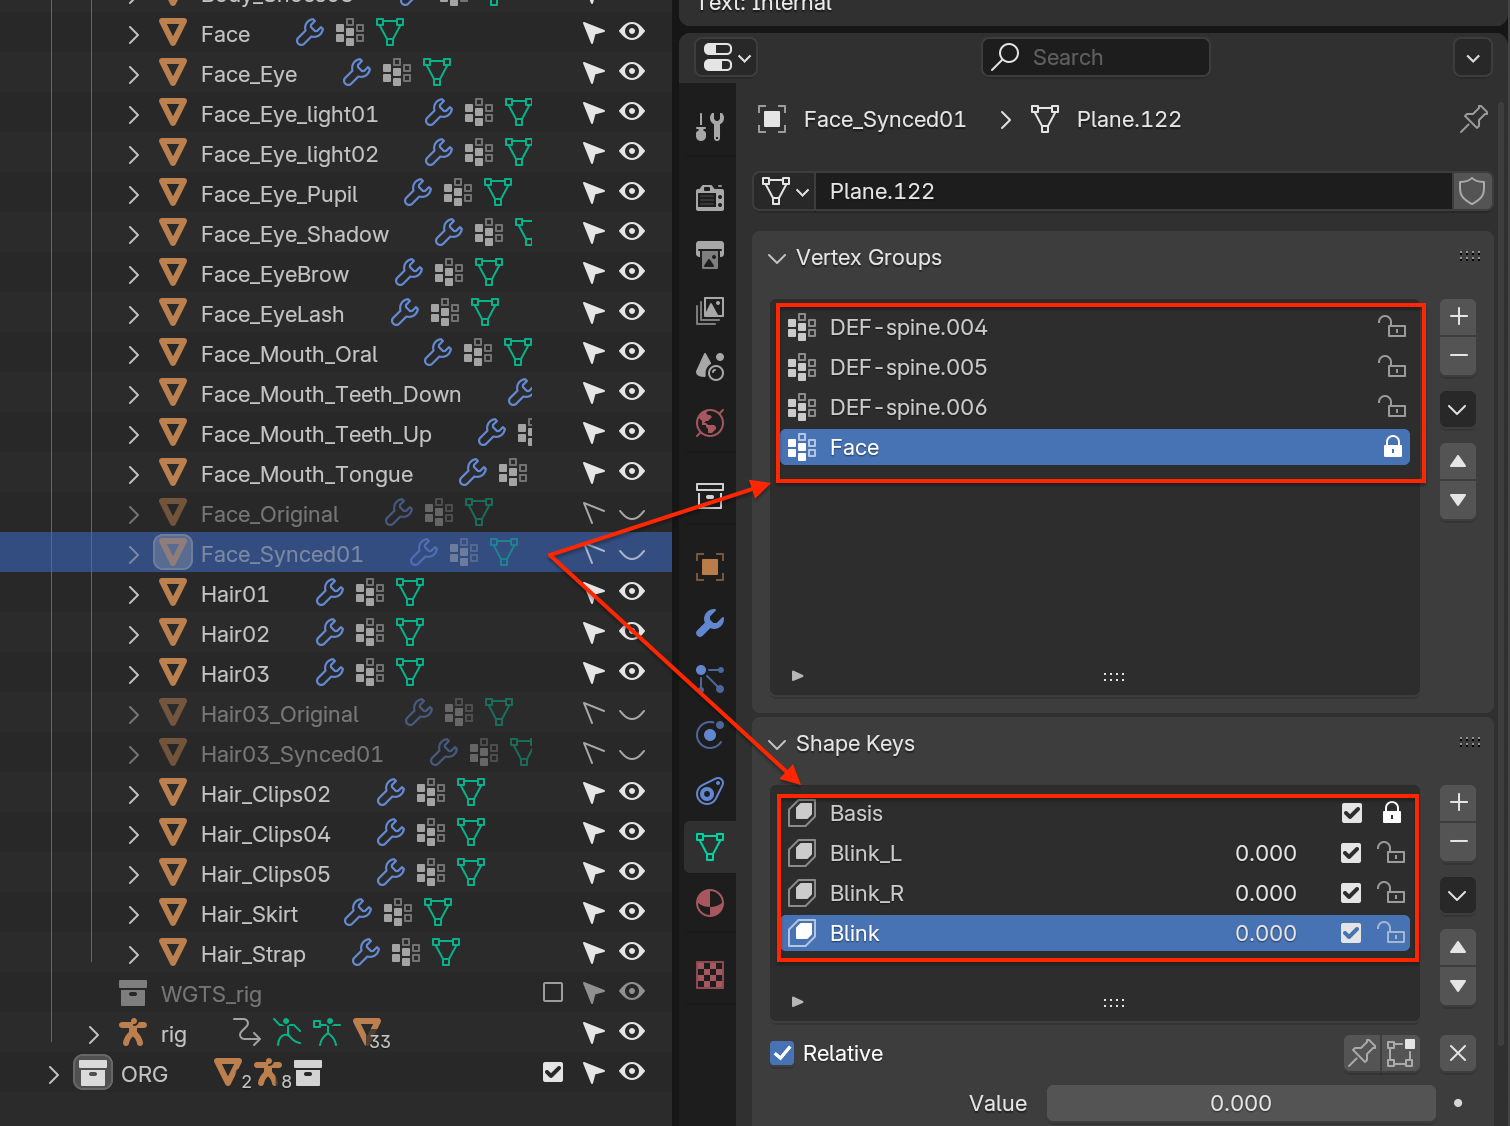 Text: Internal
Face
Face_Eye
Face_Eye_light01
Face_Eye_light02
Face_Eye_Pupil
Face_Eye_Shadow
Face_EyeBrow
Face_EyeLash
Face_Mouth_Oral
Face_Mouth_Teeth_Down
Face_Mouth_Teeth_Up
Face_Mouth_Tongue
Face_Original
Face_Synced01
Hair01
Hair02
Hair03
Hair03_Original
Hair03_Synced01
Hair_Clips02
Hair_Clips04
Hair_Clips05
Hair_Skirt
Hair_Strap
WGTS_rig
rig 33
ORG 2 8
Search
Face_Synced01 Plane.122
Plane.122
Vertex Groups
DEF-spine.004
DEF-spine.005
DEF-spine.006
Face
Shape Keys
Basis
Blink_L 0.000
Blink_R 0.000
Blink 0.000
Relative
Value 0.000